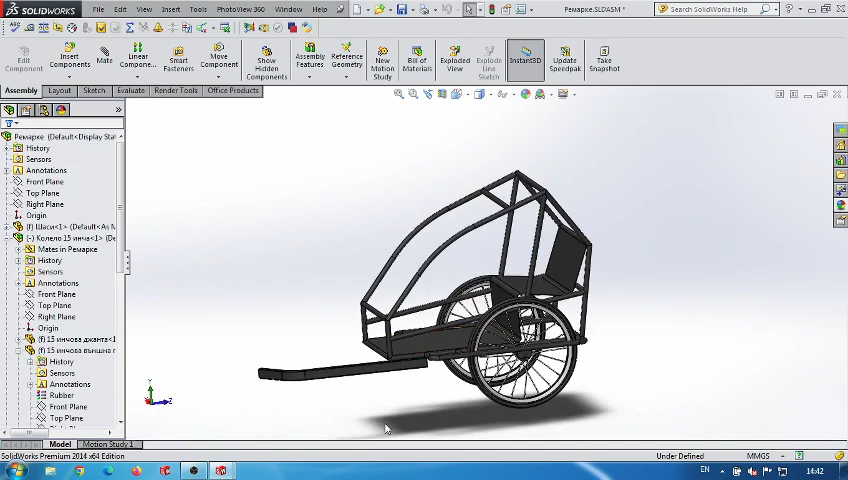 SOLIDWORKS File Edit View Insert Tools PhotoView 360 Window Help Ремарке.SLDASM * Search SolidWorks Help
Edit Component
Insert Components
Mate
Linear Compone...
Smart Fasteners
Move Component
Show Hidden Components
Assembly Features
Reference Geometry
New Motion Study
Bill of Materials
Exploded View
Explode Line Sketch
Instant3D
Update Speedpak
Take Snapshot
Assembly Layout Sketch Evaluate Render Tools Office Products
Ремарке (Default<Display Stat
History
Sensors
Annotations
Front Plane
Top Plane
Right Plane
Origin
(f) Шаси<1> (Default<As M
(-) Колело 15 инча<1> (De
Mates in Ремарке
History
Sensors
Annotations
Front Plane
Top Plane
Right Plane
Origin
(f) 15 инчова джанта<1
(f) 15 инчова външна г
History
Sensors
Annotations
Rubber
Front Plane
Top Plane
Y
Z
Model Motion Study 1
SolidWorks Premium 2014 x64 Edition Under Defined MMGS
EN 14:42